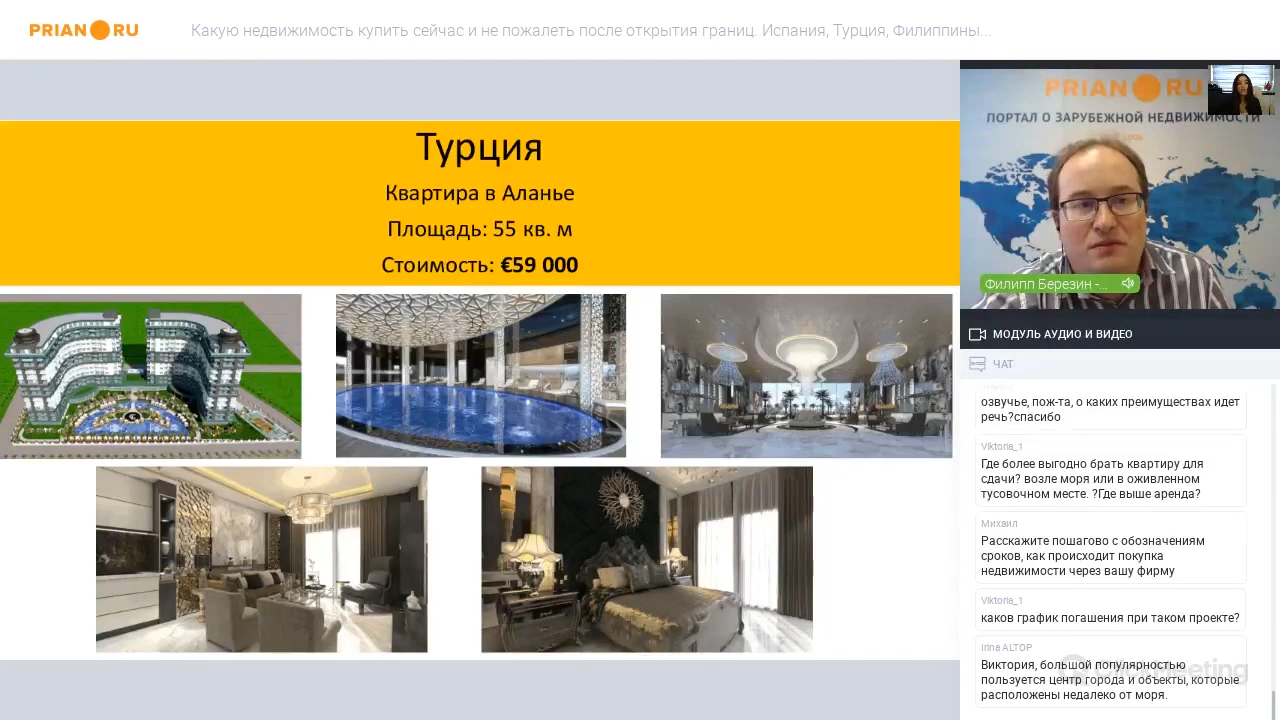 PRIAN RU
Какую недвижимость купить сейчас и не пожалеть после открытия границ. Испания, Турция, Филиппины...
Турция
Квартира в Аланье
Площадь: 55 кв. м
Стоимость: €59 000
PRIAN RU
ПОРТАЛ О ЗАРУБЕЖНОЙ НЕДВИЖИМОСТИ
Филипп Березин -...
МОДУЛЬ АУДИО И ВИДЕО
ЧАТ
озвучье, пож-та, о каких преимуществах идет
речь?спасибо
Viktoria_1
Где более выгодно брать квартиру для
сдачи? возле моря или в оживленном
тусовочном месте. ?Где выше аренда?
Михаил
Расскажите пошагово с обозначениям
сроков, как происходит покупка
недвижимости через вашу фирму
Viktoria_1
каков график погашения при таком проекте?
Irina ALTOP
Виктория, большой популярностью
пользуется центр города и объекты, которые
расположены недалеко от моря.
ClickMeeting